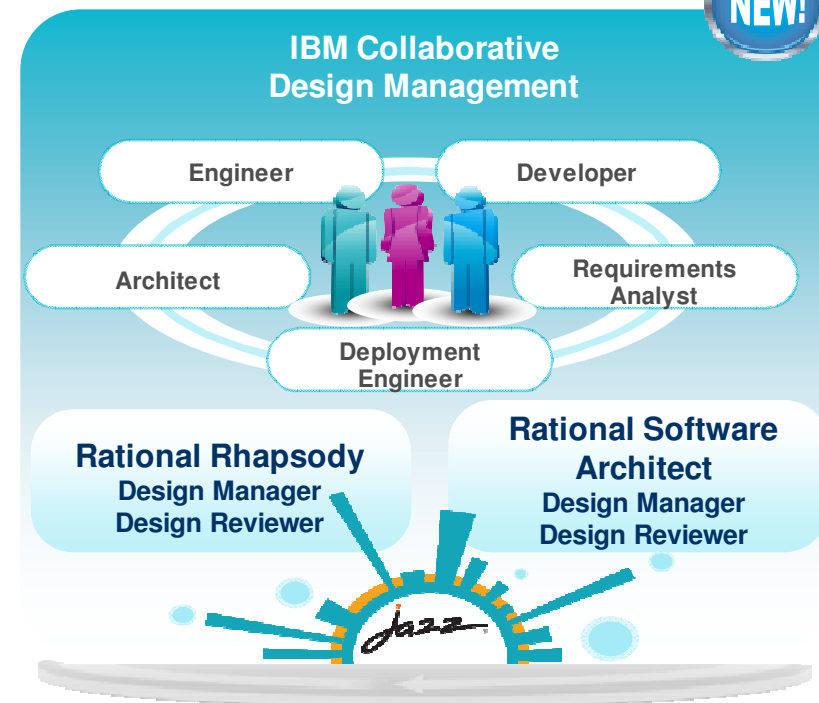 NEW!
IBM Collaborative
Design Management
Engineer
Developer
Architect
Requirements
Analyst
Deployment
Engineer
Rational Rhapsody
Design Manager
Design Reviewer
Rational Software
Architect
Design Manager
Design Reviewer
Jazz